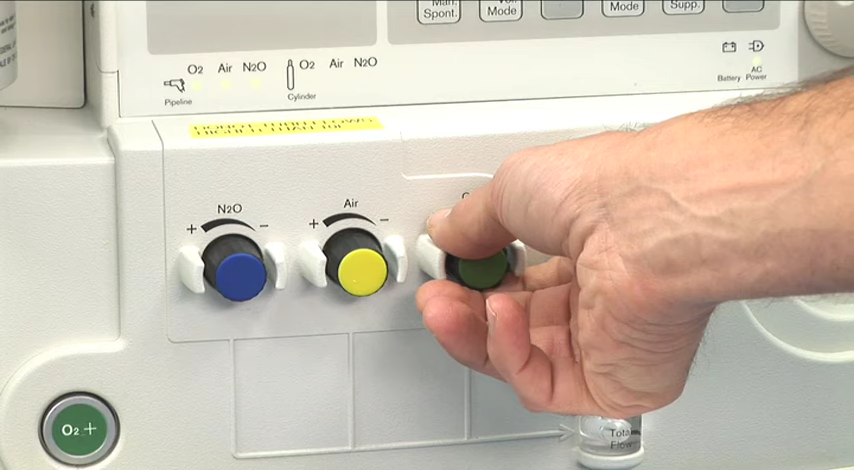 Man.
Spont.
Mode
Mode
Supp.
O2 Air N2O
O2 Air N2O
Pipeline
Cylinder
Battery
AC
Power
N2O
+ -
Air
+ -
O2+
Total
Flow